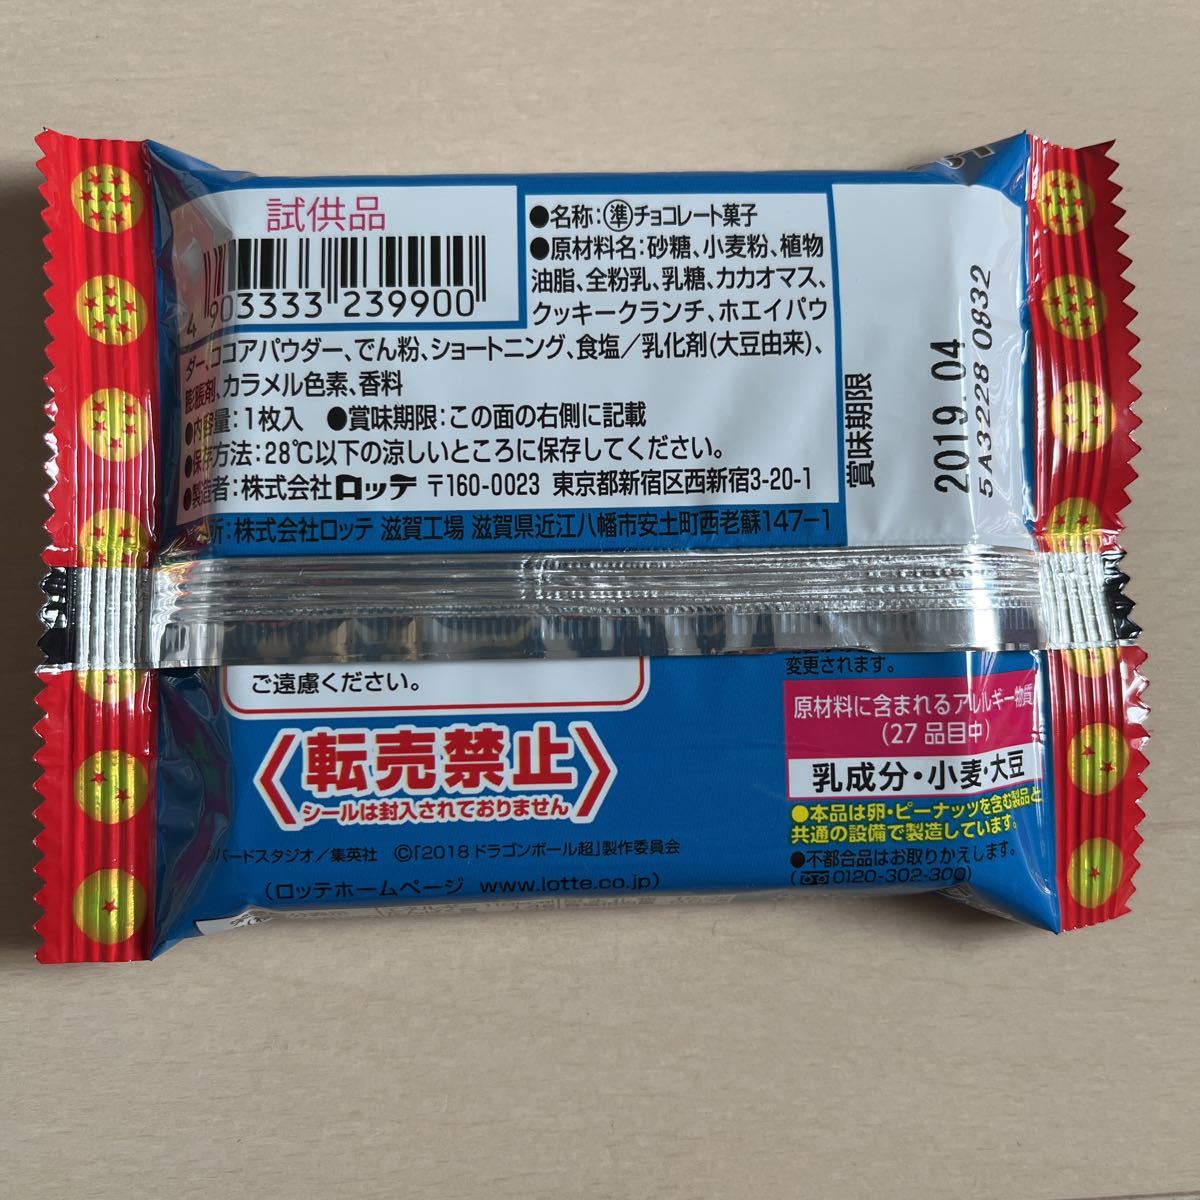 試供品
4 903333 239900
●名称:準チョコレート菓子
●原材料名:砂糖、小麦粉、植物
油脂、全粉乳、乳糖、カカオマス、
クッキークランチ、ホエイパウ
ダー、ココアパウダー、でん粉、ショートニング、食塩/乳化剤(大豆由来)、
膨張剤、カラメル色素、香料
●内容量:1枚入 ●賞味期限:この面の右側に記載
●保存方法:28℃以下の涼しいところに保存してください。
●製造者:株式会社ロッテ 〒160-0023 東京都新宿区西新宿3-20-1
所:株式会社ロッテ 滋賀工場 滋賀県近江八幡市安土町西老蘇147-1
賞味期限
2019.04
5A3228 0832
ご遠慮ください。
〈転売禁止〉
シールは封入されておりません
©バードスタジオ/集英社 ©「2018 ドラゴンボール超」製作委員会
(ロッテホームページ www.lotte.co.jp)
変更されます。
原材料に含まれるアレルギー物質
(27品目中)
乳成分・小麦・大豆
●本品は卵・ピーナッツを含む製品と
共通の設備で製造しています。
●不都合品はお取りかえします。
0120-302-300)